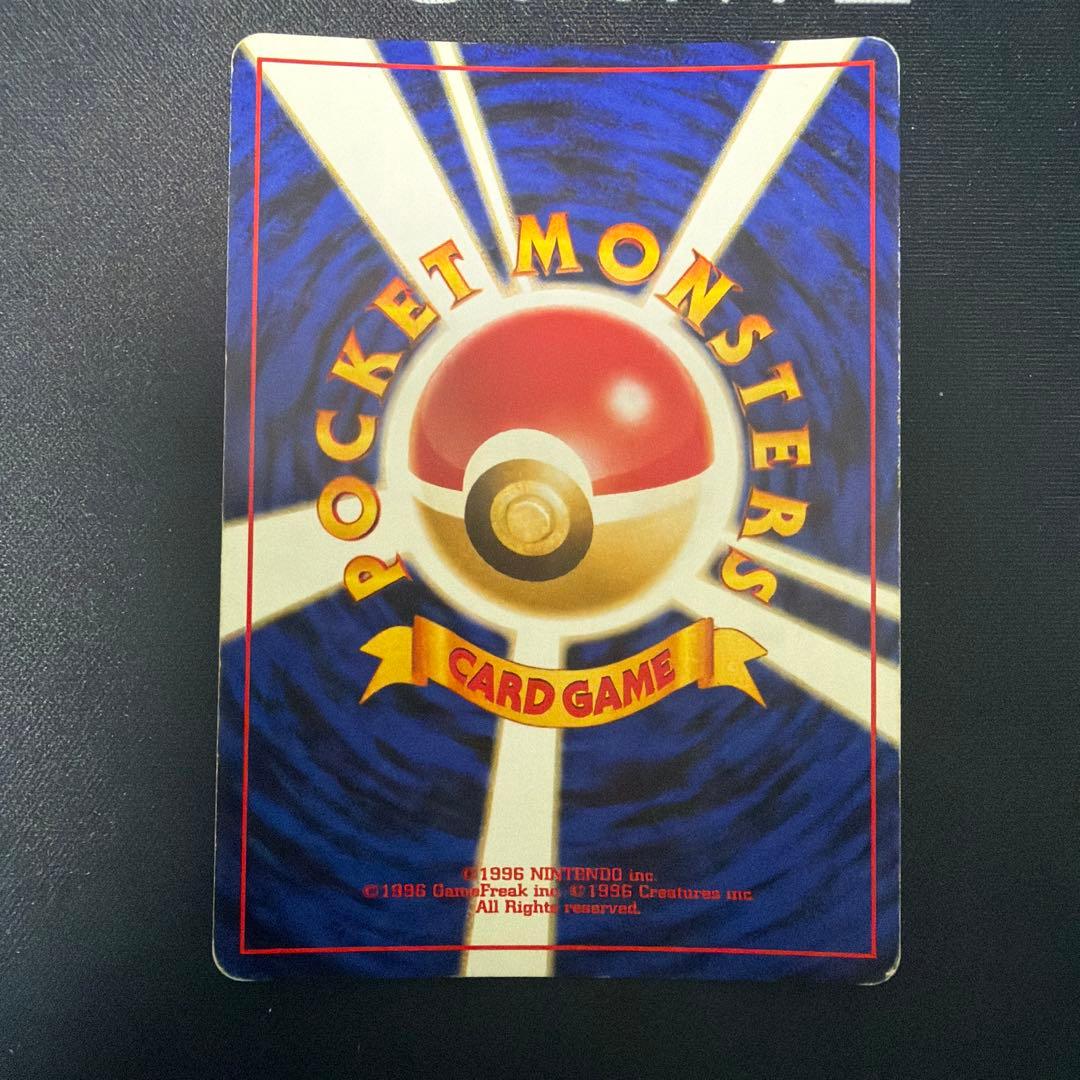 POCKET MONSTERS
CARD GAME
©1996 NINTENDO inc.
©1996 GameFreak inc. ©1996 Creatures inc.
All Rights reserved.